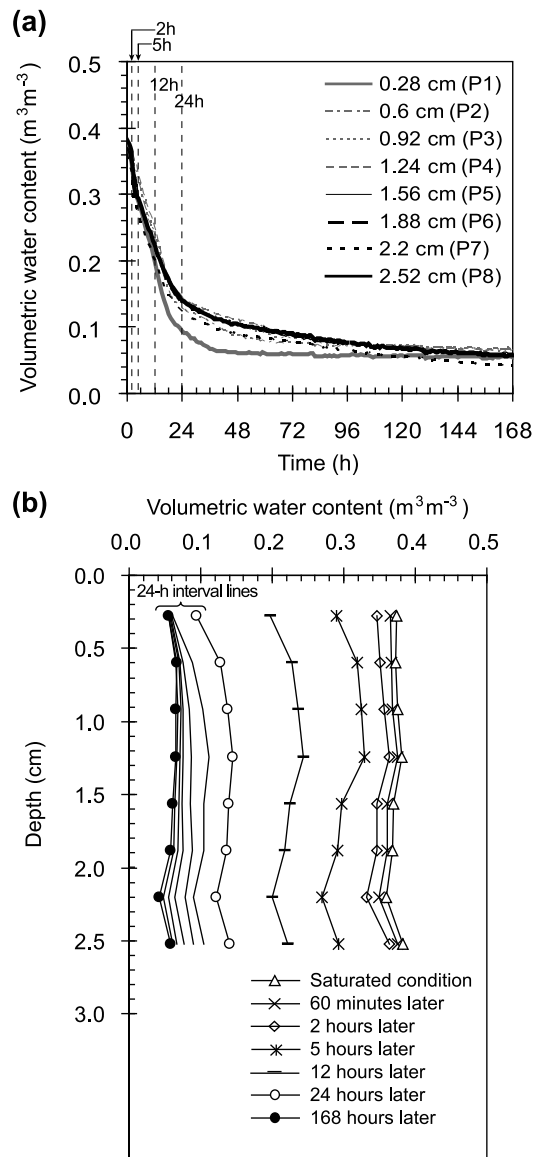 (a)
2h
5h
12h
24h
0.5
0.4
0.3
0.2
0.1
0.0
Volumetric water content (m³m⁻³)
0.28 cm (P1)
0.6 cm (P2)
0.92 cm (P3)
1.24 cm (P4)
1.56 cm (P5)
1.88 cm (P6)
2.2 cm (P7)
2.52 cm (P8)
0 24 48 72 96 120 144 168
Time (h)
(b)
Volumetric water content (m³m⁻³)
0.0 0.1 0.2 0.3 0.4 0.5
0.0
24-h interval lines
0.5
1.0
1.5
2.0
2.5
3.0
Depth (cm)
Saturated condition
60 minutes later
2 hours later
5 hours later
12 hours later
24 hours later
168 hours later